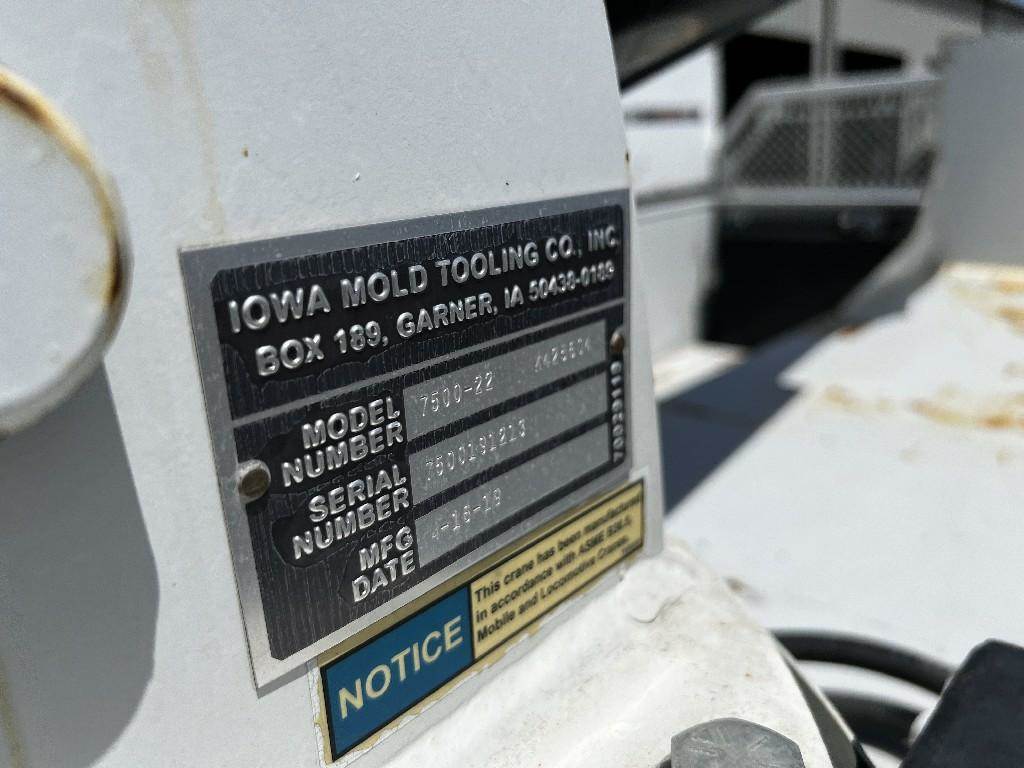 IOWA MOLD TOOLING CO., INC.
BOX 189, GARNER, IA 50438-0189
MODEL NUMBER 7500-22
SERIAL NUMBER 7500191213
MFG DATE 4-16-19
NOTICE
This crane has been manufactured
in accordance with ASME B30.5,
Mobile and Locomotive Cranes.